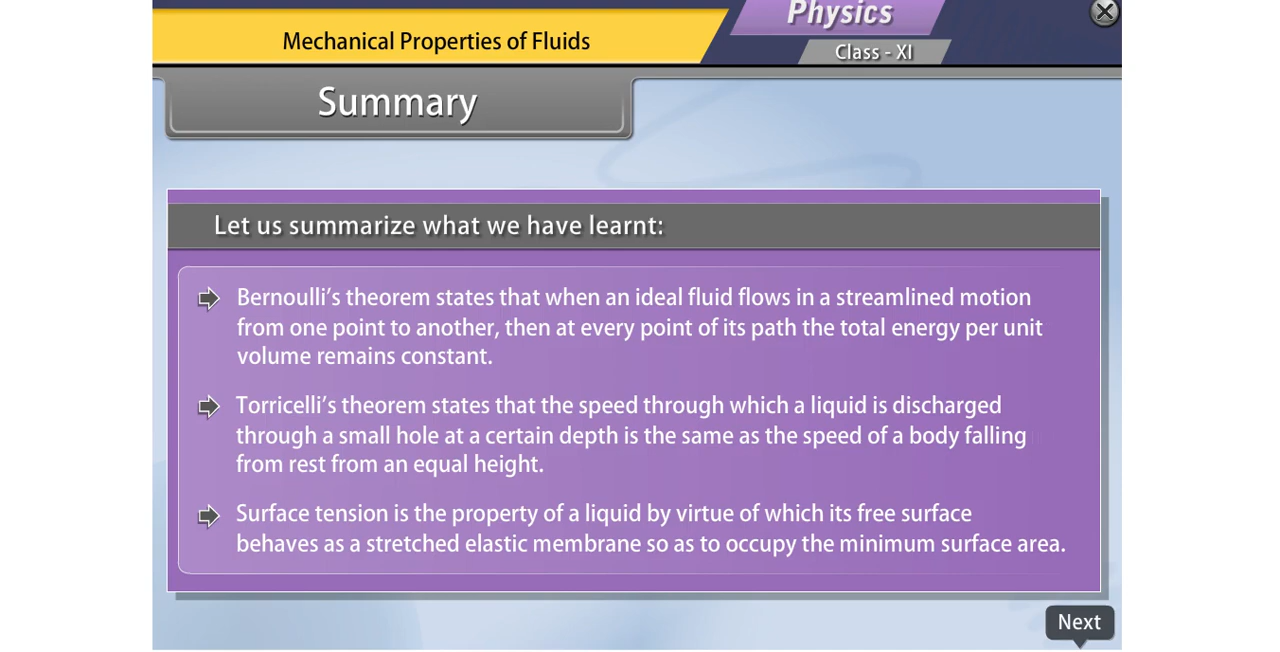 Physics
Mechanical Properties of Fluids
Class - XI
Summary
Let us summarize what we have learnt:
Bernoulli's theorem states that when an ideal fluid flows in a streamlined motion
from one point to another, then at every point of its path the total energy per unit
volume remains constant.
Torricelli's theorem states that the speed through which a liquid is discharged
through a small hole at a certain depth is the same as the speed of a body falling
from rest from an equal height.
Surface tension is the property of a liquid by virtue of which its free surface
behaves as a stretched elastic membrane so as to occupy the minimum surface area.
Next